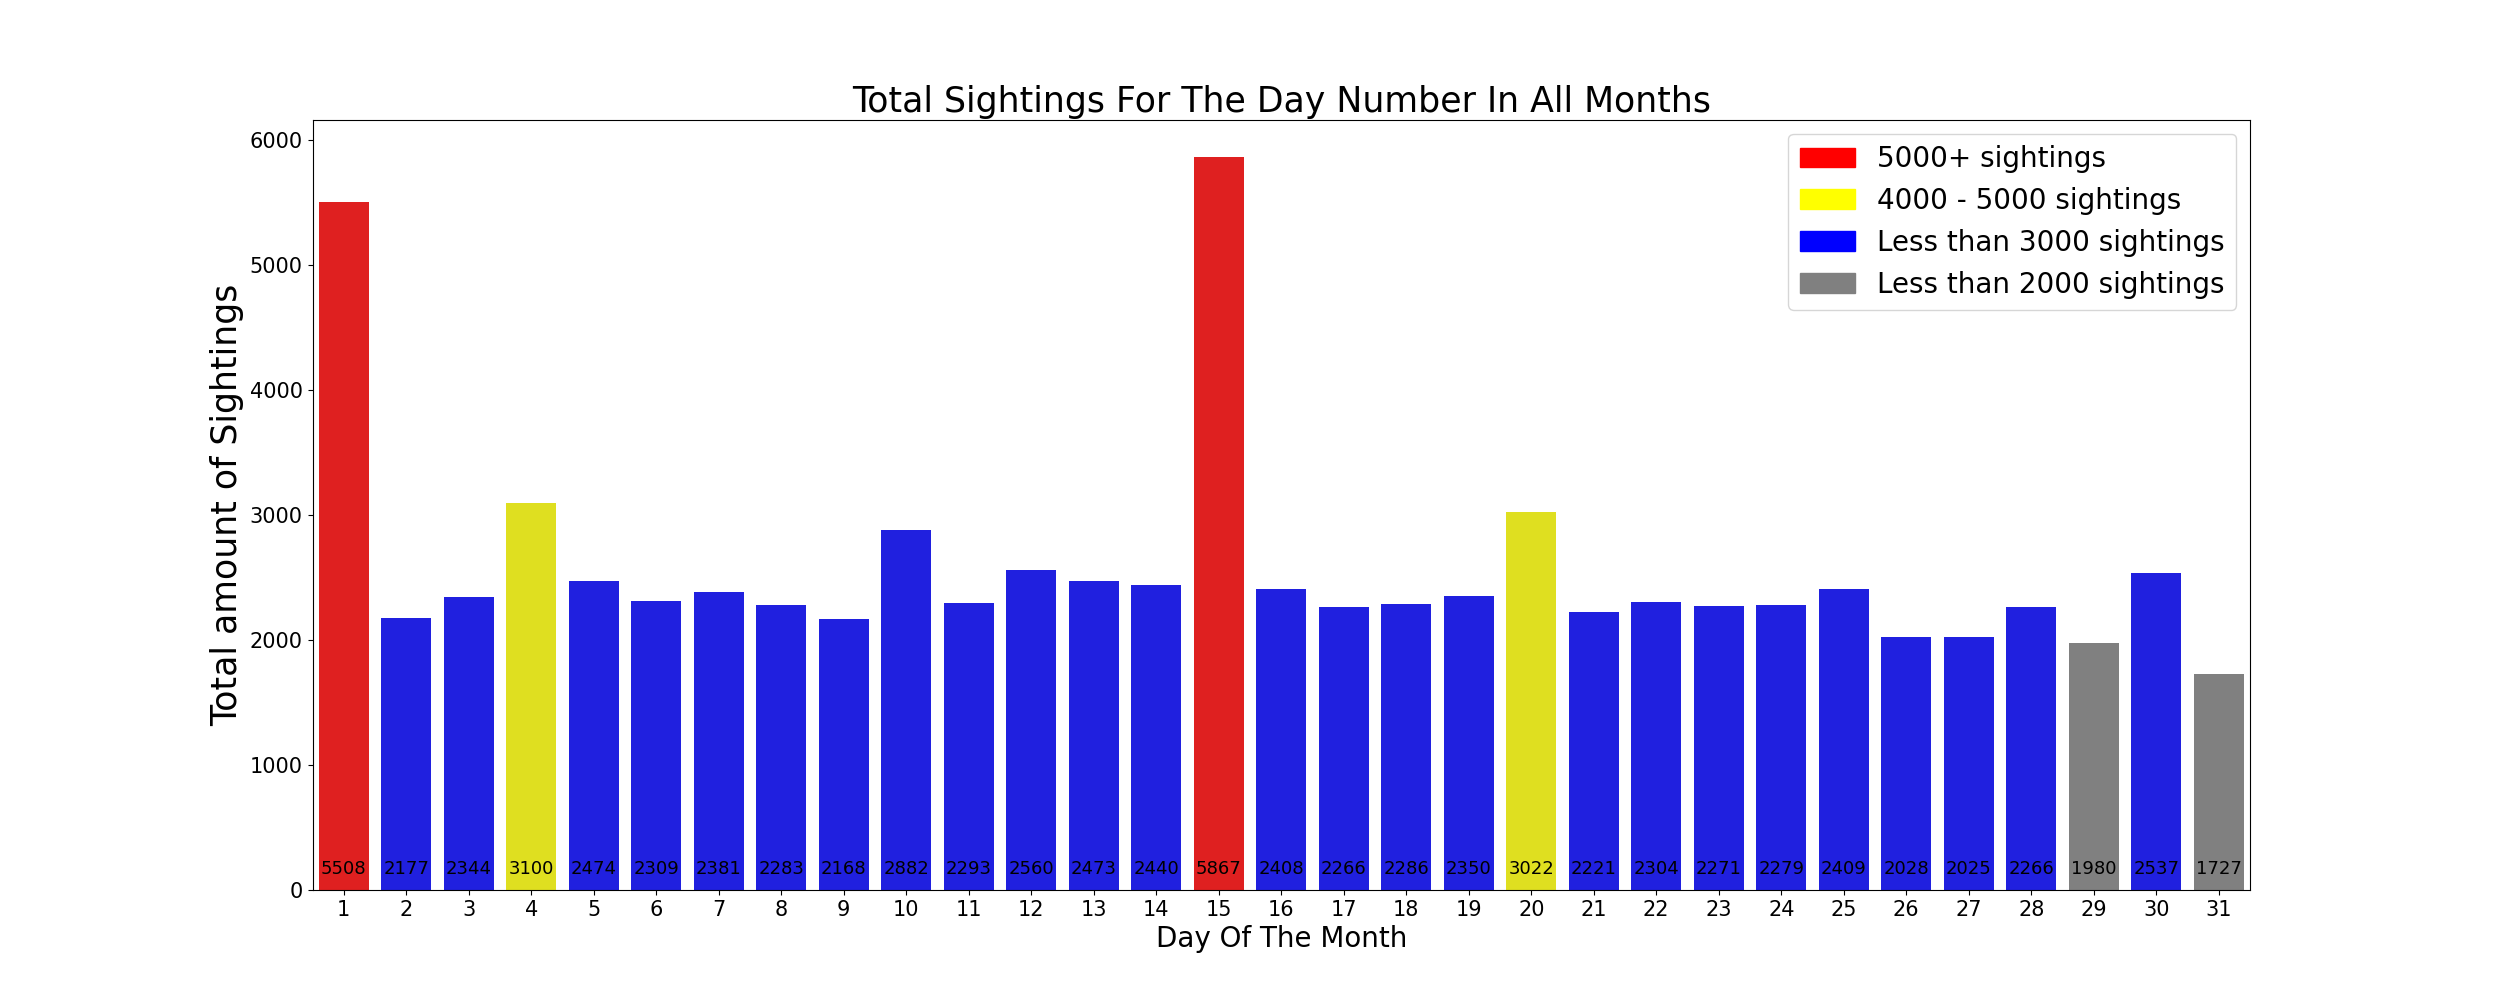 Total Sightings For The Day Number In All Months
6000
5000
4000
3000
2000
1000
0
Total amount of Sightings
5000+ sightings
4000 - 5000 sightings
Less than 3000 sightings
Less than 2000 sightings
5508 2177 2344 3100 2474 2309 2381 2283 2168 2882 2293 2560 2473 2440 5867 2408 2266 2286 2350 3022 2221 2304 2271 2279 2409 2028 2025 2266 1980 2537 1727
1 2 3 4 5 6 7 8 9 10 11 12 13 14 15 16 17 18 19 20 21 22 23 24 25 26 27 28 29 30 31
Day Of The Month